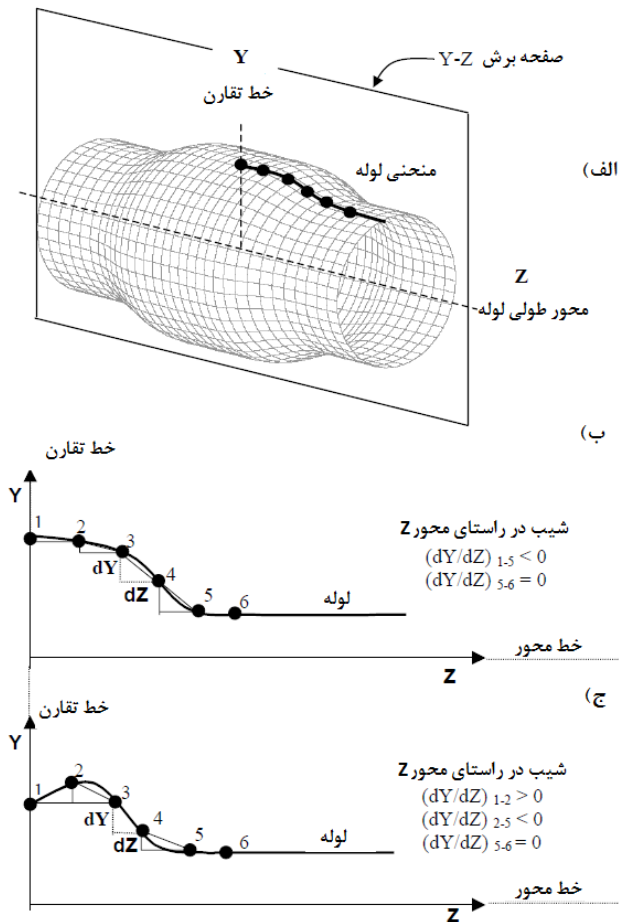 صفحه برش Y-Z
Y
خط تقارن
الف)
منحنی لوله
Z
محور طولی لوله
ب)
خط تقارن
Y
1
2
3
4
5
6
dY
dZ
لوله
شیب در راستای محور Z
(dY/dZ) 1-5 < 0
(dY/dZ) 5-6 = 0
خط محور
Z
ج)
خط تقارن
Y
1
2
3
4
5
6
dY
dZ
لوله
شیب در راستای محور Z
(dY/dZ) 1-2 > 0
(dY/dZ) 2-5 < 0
(dY/dZ) 5-6 = 0
خط محور
Z